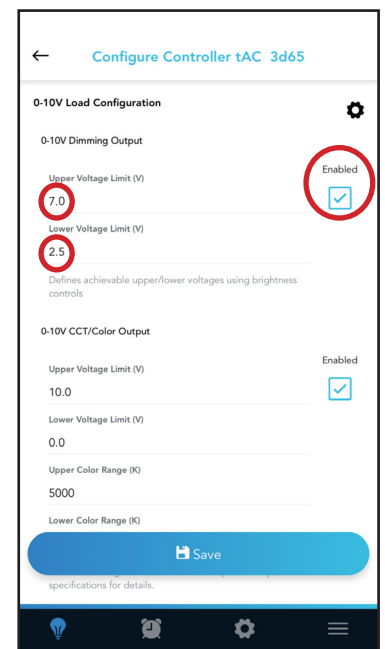 Configure Controller tAC 3d65
0-10V Load Configuration
0-10V Dimming Output
Enabled
Upper Voltage Limit (V)
7.0
Lower Voltage Limit (V)
2.5
Defines achievable upper/lower voltages using brightness
controls
0-10V CCT/Color Output
Enabled
Upper Voltage Limit (V)
10.0
Lower Voltage Limit (V)
0.0
Upper Color Range (K)
5000
Lower Color Range (K)
Save
specifications for details.